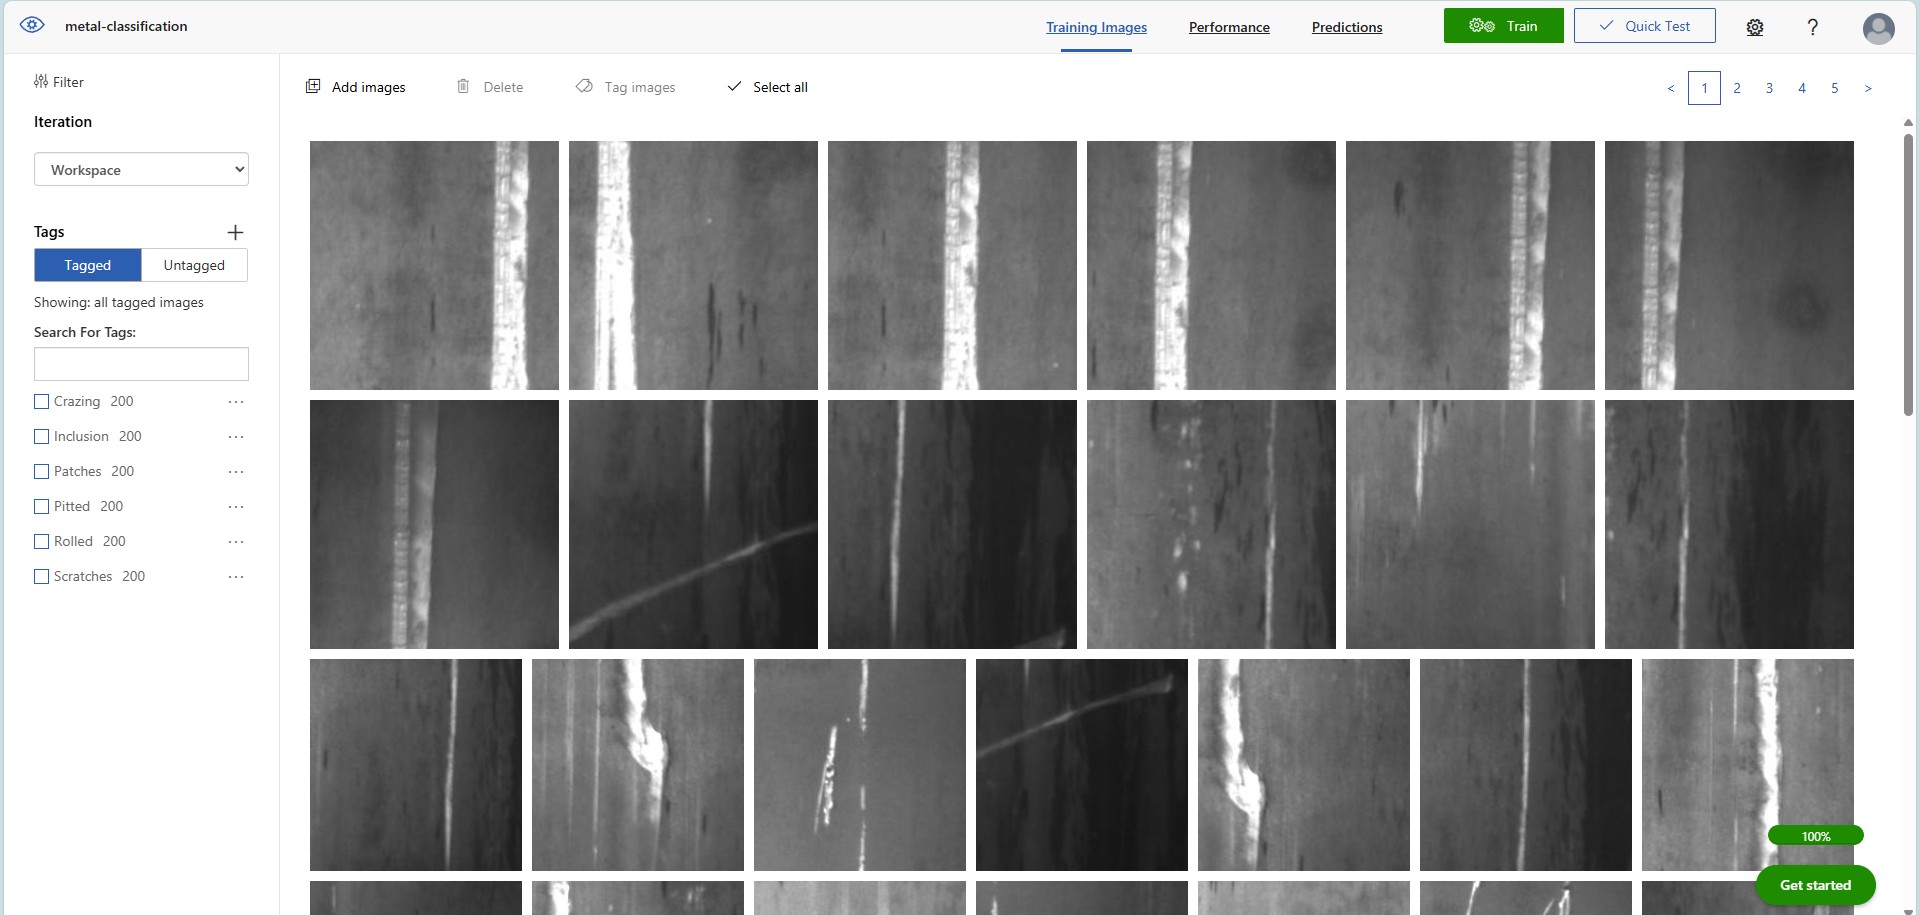 metal-classification
Training Images Performance Predictions Train Quick Test ?
Filter
Add images Delete Tag images Select all
< 1 2 3 4 5 >
Iteration
Workspace
Tags +
Tagged Untagged
Showing: all tagged images
Search For Tags:
Crazing 200 ...
Inclusion 200 ...
Patches 200 ...
Pitted 200 ...
Rolled 200 ...
Scratches 200 ...
100%
Get started